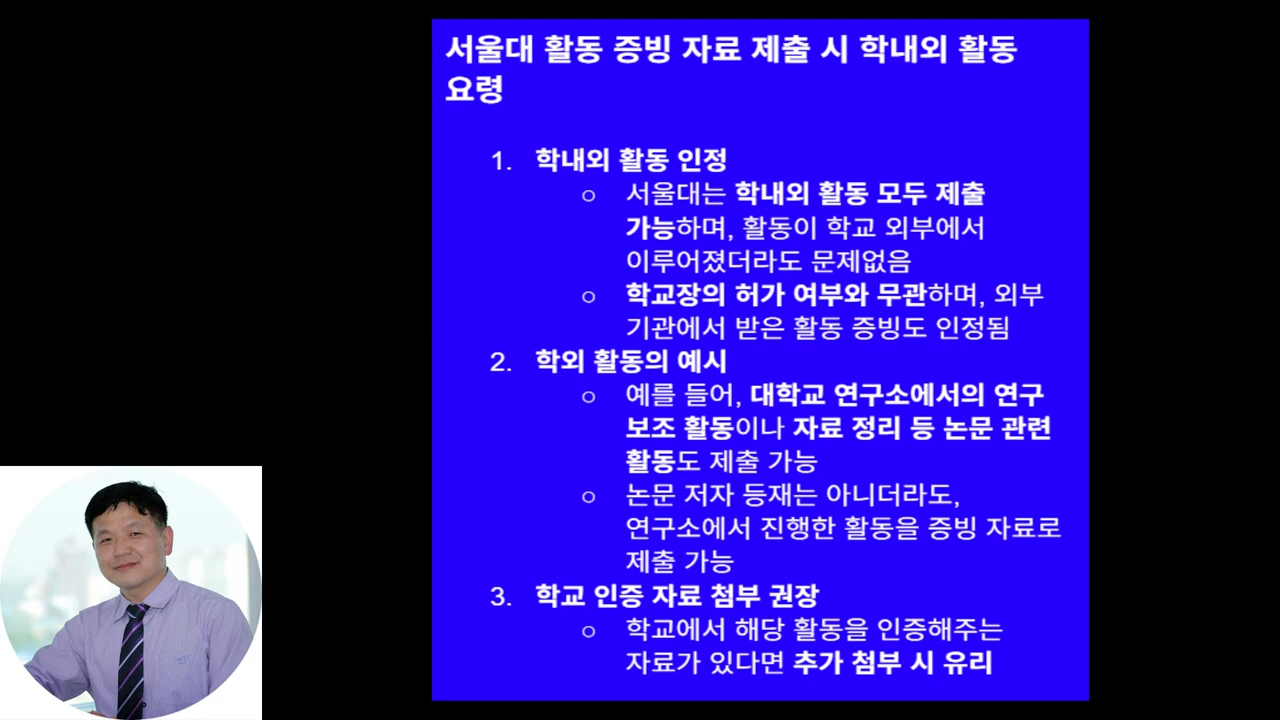 서울대 활동 증빙 자료 제출 시 학내외 활동
요령
1. 학내외 활동 인정
○ 서울대는 학내외 활동 모두 제출
가능하며, 활동이 학교 외부에서
이루어졌더라도 문제없음
○ 학교장의 허가 여부와 무관하며, 외부
기관에서 받은 활동 증빙도 인정됨
2. 학외 활동의 예시
○ 예를 들어, 대학교 연구소에서의 연구
보조 활동이나 자료 정리 등 논문 관련
활동도 제출 가능
○ 논문 저자 등재는 아니더라도,
연구소에서 진행한 활동을 증빙 자료로
제출 가능
3. 학교 인증 자료 첨부 권장
○ 학교에서 해당 활동을 인증해주는
자료가 있다면 추가 첨부 시 유리